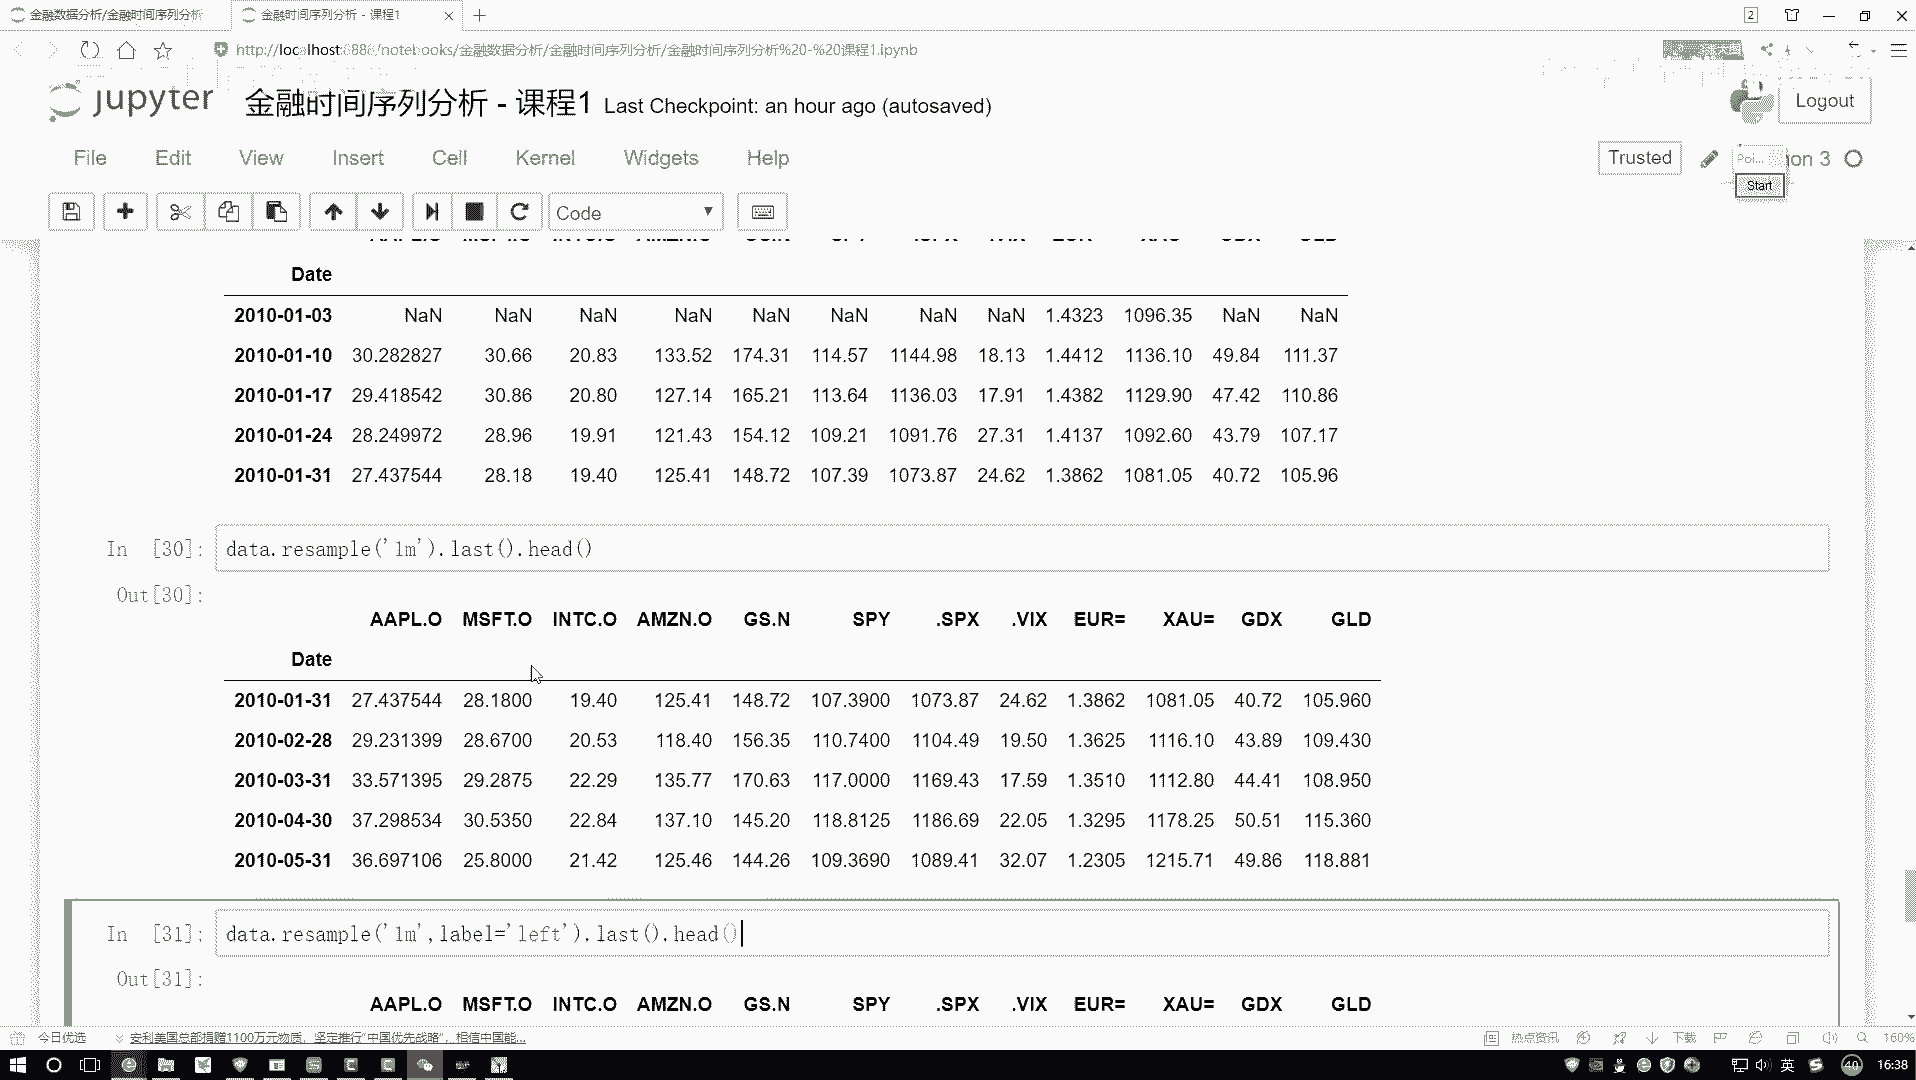 金融数据分析/金融时间序列分析
金融时间序列分析 - 课程1
2
http://localhost:8888/notebooks/金融数据分析/金融时间序列分析/金融时间序列分析%20-%20课程1.ipynb
jupyter 金融时间序列分析 - 课程1 Last Checkpoint: an hour ago (autosaved)
Logout
File Edit View Insert Cell Kernel Widgets Help
Trusted
Poi... on 3
Start
Code
Date
2010-01-03 NaN NaN NaN NaN NaN NaN NaN NaN 1.4323 1096.35 NaN NaN
2010-01-10 30.282827 30.66 20.83 133.52 174.31 114.57 1144.98 18.13 1.4412 1136.10 49.84 111.37
2010-01-17 29.418542 30.86 20.80 127.14 165.21 113.64 1136.03 17.91 1.4382 1129.90 47.42 110.86
2010-01-24 28.249972 28.96 19.91 121.43 154.12 109.21 1091.76 27.31 1.4137 1092.60 43.79 107.17
2010-01-31 27.437544 28.18 19.40 125.41 148.72 107.39 1073.87 24.62 1.3862 1081.05 40.72 105.96
In [30]: data.resample('1m').last().head()
Out[30]:
AAPL.O MSFT.O INTC.O AMZN.O GS.N SPY .SPX .VIX EUR= XAU= GDX GLD
Date
2010-01-31 27.437544 28.1800 19.40 125.41 148.72 107.3900 1073.87 24.62 1.3862 1081.05 40.72 105.960
2010-02-28 29.231399 28.6700 20.53 118.40 156.35 110.7400 1104.49 19.50 1.3625 1116.10 43.89 109.430
2010-03-31 33.571395 29.2875 22.29 135.77 170.63 117.0000 1169.43 17.59 1.3510 1112.80 44.41 108.950
2010-04-30 37.298534 30.5350 22.84 137.10 145.20 118.8125 1186.69 22.05 1.3295 1178.25 50.51 115.360
2010-05-31 36.697106 25.8000 21.42 125.46 144.26 109.3690 1089.41 32.07 1.2305 1215.71 49.86 118.881
In [31]: data.resample('1m',label='left').last().head()
Out[31]:
AAPL.O MSFT.O INTC.O AMZN.O GS.N SPY .SPX .VIX EUR= XAU= GDX GLD
今日优选 安利美国总部捐赠1100万元物质，坚定推行"中国优先战略"，相信中国能... 热点资讯 下载 160%
英 40 16:38